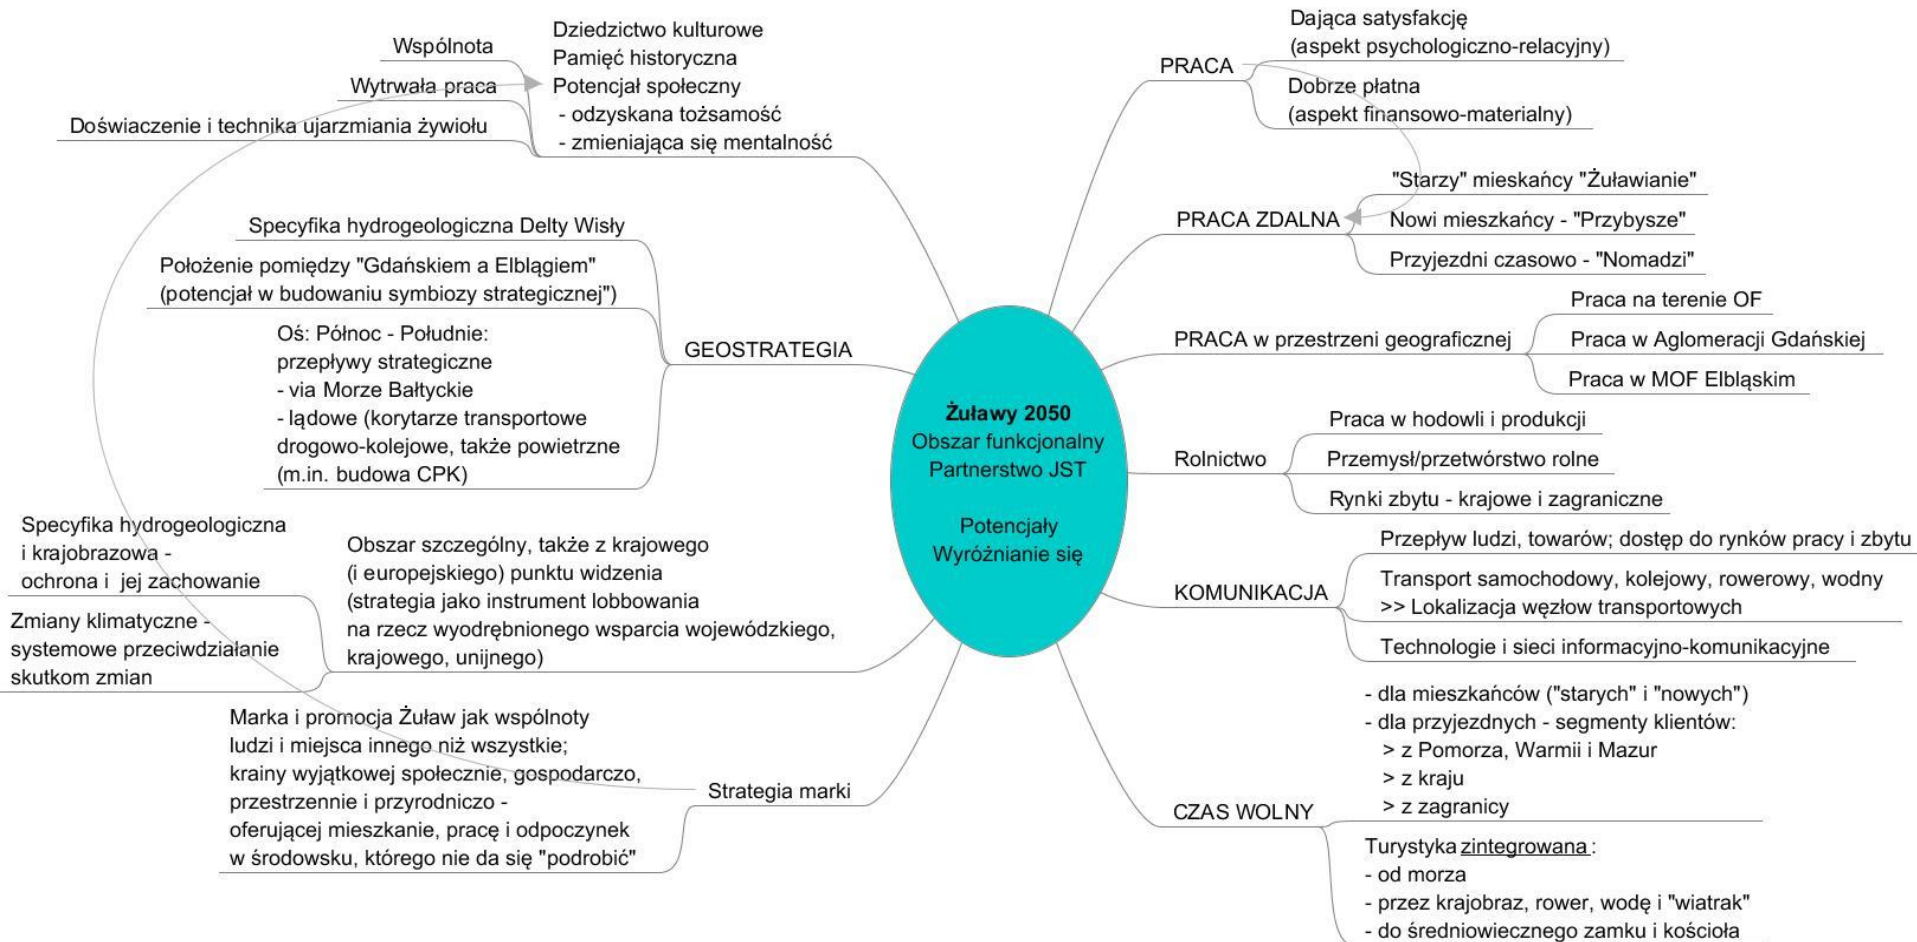 Wspólnota
Wytrwała praca
Doświaczenie i technika ujarzmiania żywiołu
Dziedzictwo kulturowe
Pamięć historyczna
Potencjał społeczny
- odzyskana tożsamość
- zmieniająca się mentalność
Specyfika hydrogeologiczna Delty Wisły
Położenie pomiędzy "Gdańskiem a Elblągiem"
(potencjał w budowaniu symbiozy strategicznej")
Oś: Północ - Południe:
przepływy strategiczne
- via Morze Bałtyckie
- lądowe (korytarze transportowe
drogowo-kolejowe, także powietrzne
(m.in. budowa CPK)
GEOSTRATEGIA
Specyfika hydrogeologiczna
i krajobrazowa -
ochrona i jej zachowanie
Zmiany klimatyczne -
systemowe przeciwdziałanie
skutkom zmian
Obszar szczególny, także z krajowego
(i europejskiego) punktu widzenia
(strategia jako instrument lobbowania
na rzecz wyodrębnionego wsparcia wojewódzkiego,
krajowego, unijnego)
Marka i promocja Żuław jak wspólnoty
ludzi i miejsca innego niż wszystkie;
krainy wyjątkowej społecznie, gospodarczo,
przestrzennie i przyrodniczo -
oferującej mieszkanie, pracę i odpoczynek
w środowsku, którego nie da się "podrobić"
Strategia marki
Żuławy 2050
Obszar funkcjonalny
Partnerstwo JST
Potencjały
Wyróżnianie się
PRACA
Dająca satysfakcję
(aspekt psychologiczno-relacyjny)
Dobrze płatna
(aspekt finansowo-materialny)
PRACA ZDALNA
"Starzy" mieskańcy "Żuławianie"
Nowi mieszkańcy - "Przybysze"
Przyjezdni czasowo - "Nomadzi"
PRACA w przestrzeni geograficznej
Praca na terenie OF
Praca w Aglomeracji Gdańskiej
Praca w MOF Elbląskim
Rolnictwo
Praca w hodowli i produkcji
Przemysł/przetwórstwo rolne
Rynki zbytu - krajowe i zagraniczne
KOMUNIKACJA
Przepływ ludzi, towarów; dostęp do rynków pracy i zbytu
Transport samochodowy, kolejowy, rowerowy, wodny
>> Lokalizacja węzłow transportowych
Technologie i sieci informacyjno-komunikacyjne
CZAS WOLNY
- dla mieszkańców ("starych" i "nowych")
- dla przyjezdnych - segmenty klientów:
> z Pomorza, Warmii i Mazur
> z kraju
> z zagranicy
Turystyka zintegrowana:
- od morza
- przez krajobraz, rower, wodę i "wiatrak"
- do średniowiecznego zamku i kościoła